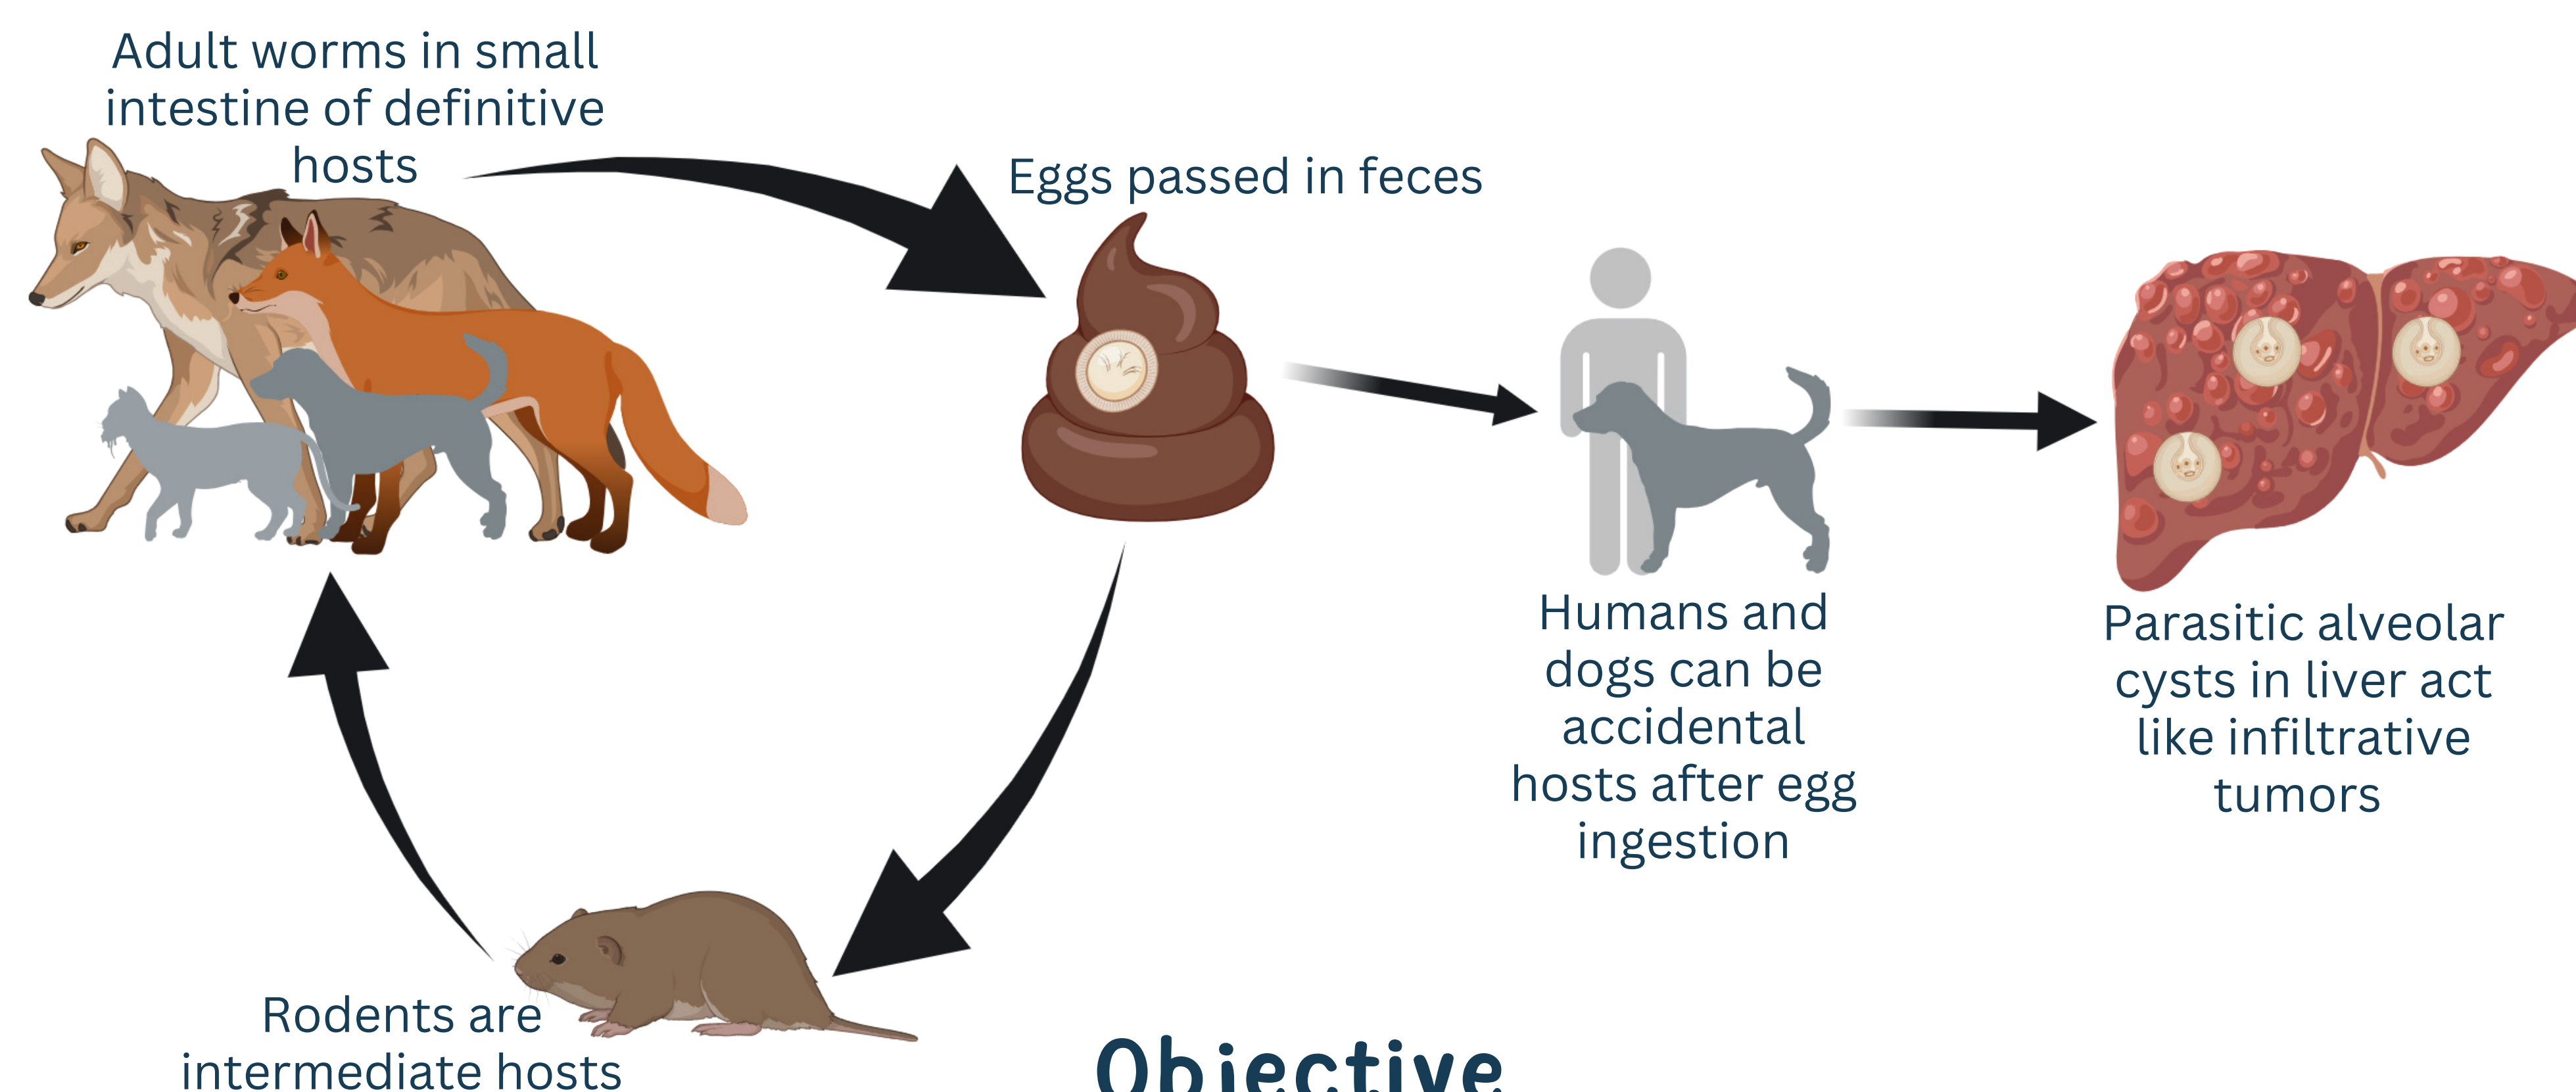 Adult worms in small
intestine of definitive
hosts
Eggs passed in feces
Humans and
dogs can be
accidental
hosts after egg
ingestion
Parasitic alveolar
cysts in liver act
like infiltrative
tumors
Rodents are
intermediate hosts
Objective